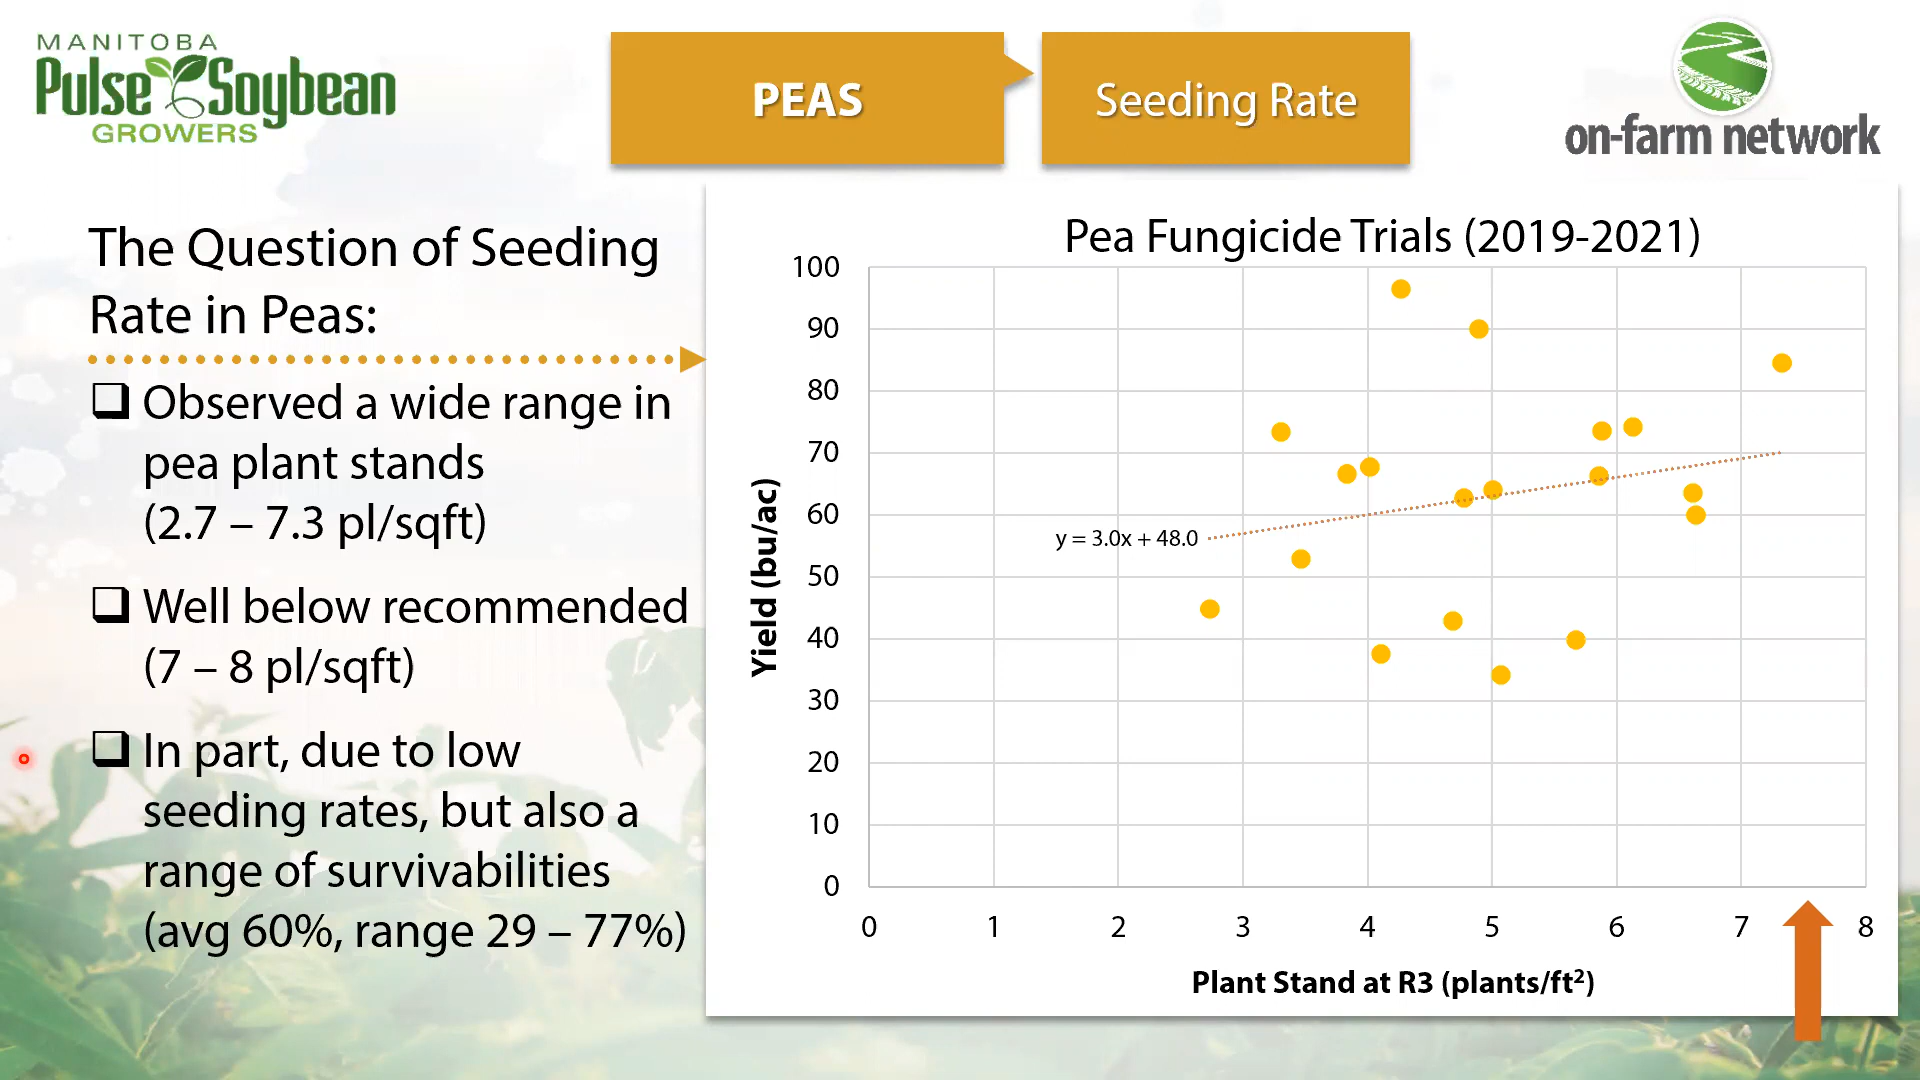 MANITOBA
Pulse Soybean
GROWERS
PEAS
Seeding Rate
on-farm network
The Question of Seeding
Rate in Peas:
Observed a wide range in
pea plant stands
(2.7 – 7.3 pl/sqft)
Well below recommended
(7 – 8 pl/sqft)
In part, due to low
seeding rates, but also a
range of survivabilities
(avg 60%, range 29 – 77%)
Pea Fungicide Trials (2019-2021)
Yield (bu/ac)
100
90
80
70
60
50
40
30
20
10
0
y = 3.0x + 48.0
0 1 2 3 4 5 6 7 8
Plant Stand at R3 (plants/ft²)